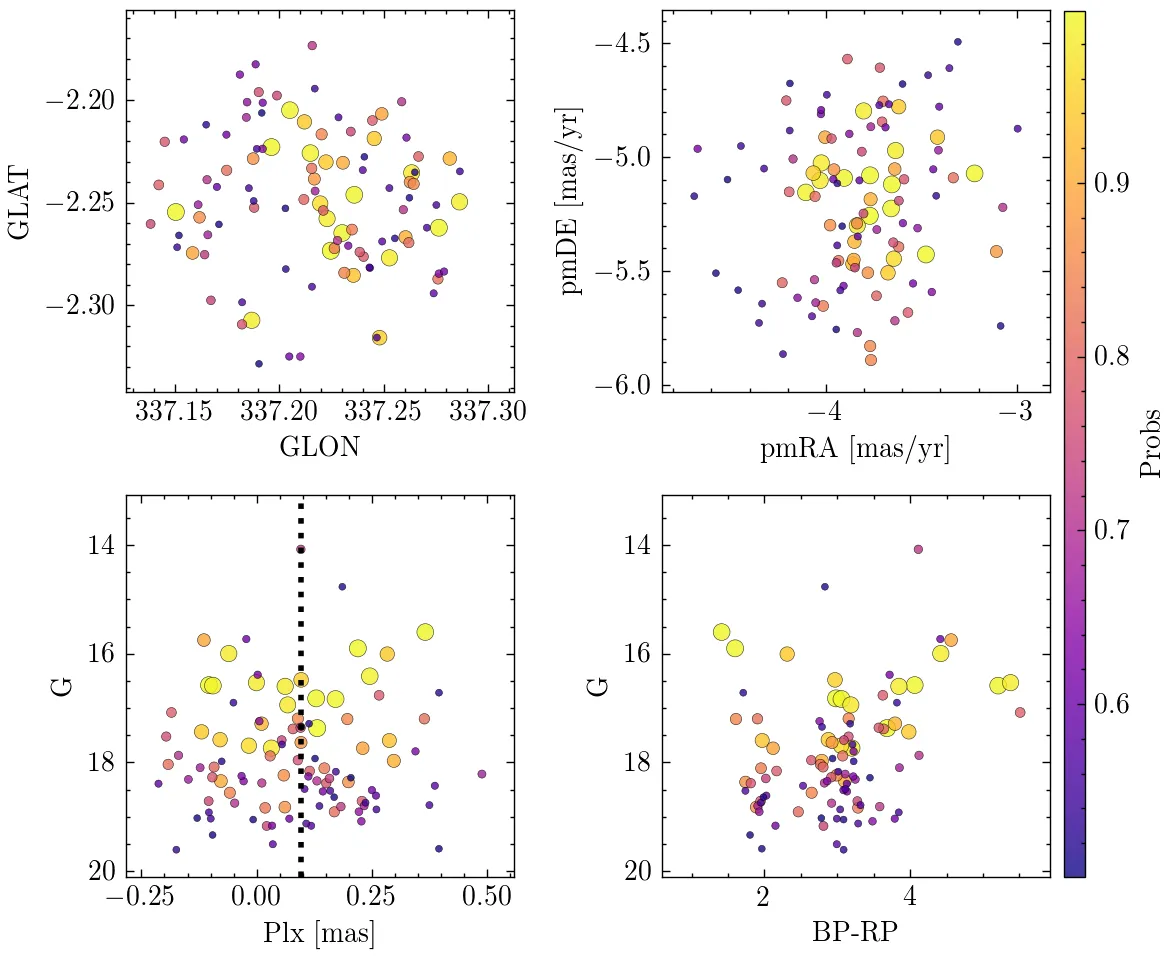 −2.20
−2.25
−2.30
GLAT
337.15 337.20 337.25 337.30
GLON
−4.5
−5.0
−5.5
−6.0
pmDE [mas/yr]
−4 −3
pmRA [mas/yr]
14
16
18
20
G
−0.25 0.00 0.25 0.50
Plx [mas]
14
16
18
20
G
2 4
BP-RP
0.9
0.8
0.7
0.6
Probs